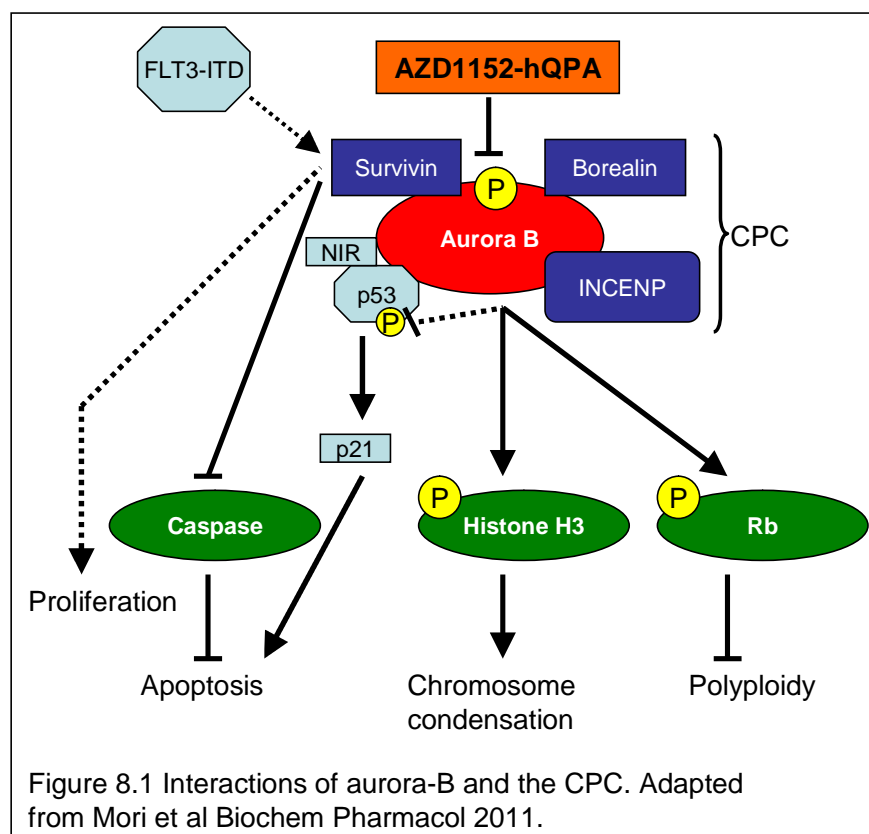 FLT3-ITD
AZD1152-hQPA
Survivin
P
Borealin
Aurora B
CPC
NIR
INCENP
p53
P
p21
P
P
Caspase
Histone H3
Rb
Proliferation
Apoptosis
Chromosome
condensation
Polyploidy
Figure 8.1 Interactions of aurora-B and the CPC. Adapted
from Mori et al Biochem Pharmacol 2011.